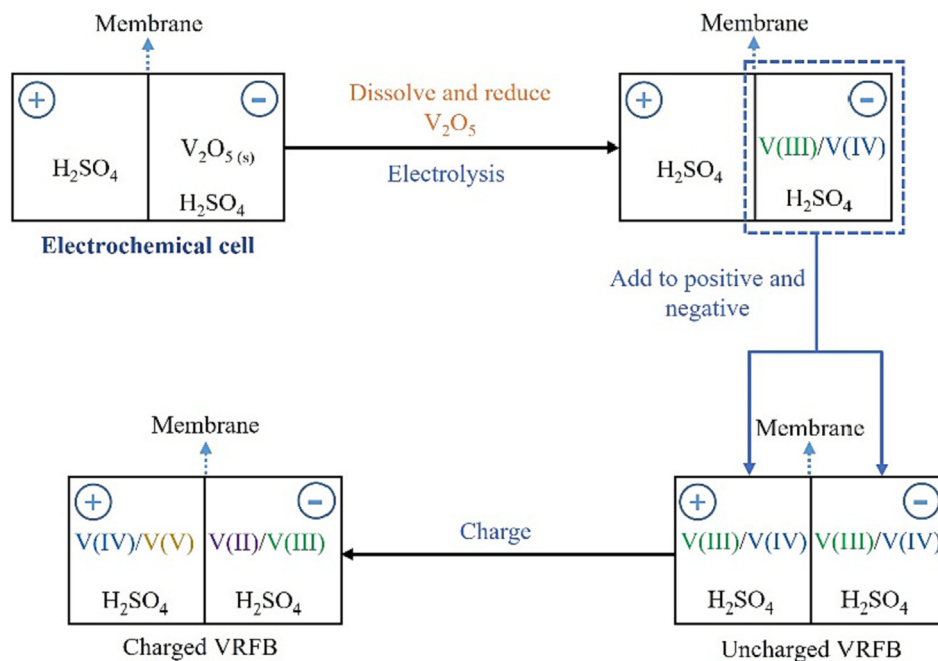 Membrane
+
−
H₂SO₄
V₂O₅ (s)
H₂SO₄
Electrochemical cell
Dissolve and reduce
V₂O₅
Electrolysis
Membrane
+
−
H₂SO₄
V(III)/V(IV)
H₂SO₄
Add to positive and
negative
Membrane
+
−
V(III)/V(IV)
V(III)/V(IV)
H₂SO₄
H₂SO₄
Uncharged VRFB
Charge
Membrane
+
−
V(IV)/V(V)
V(II)/V(III)
H₂SO₄
H₂SO₄
Charged VRFB